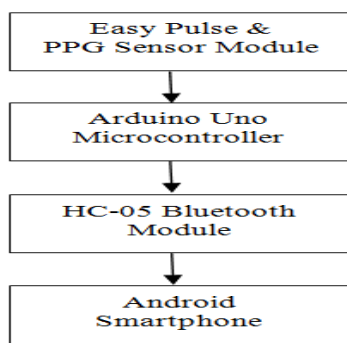 Easy Pulse &
PPG Sensor Module
Arduino Uno
Microcontroller
HC-05 Bluetooth
Module
Android
Smartphone